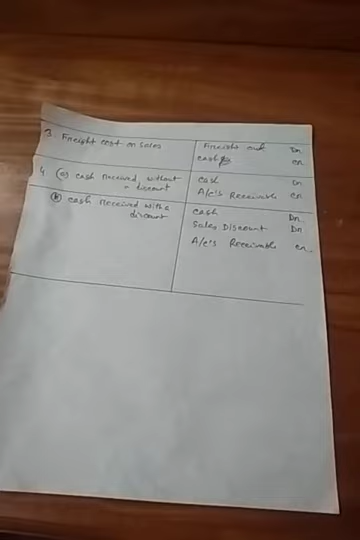 3. Freight cost on sales
Freight out Dr.
cash Cr.
4. (a) cash received, without
a discount
cash Dr
A/c's Receivable Cr.
(b) cash received with a
discount
cash Dr.
Sales Discount Dr
A/c's Receivable Cr.